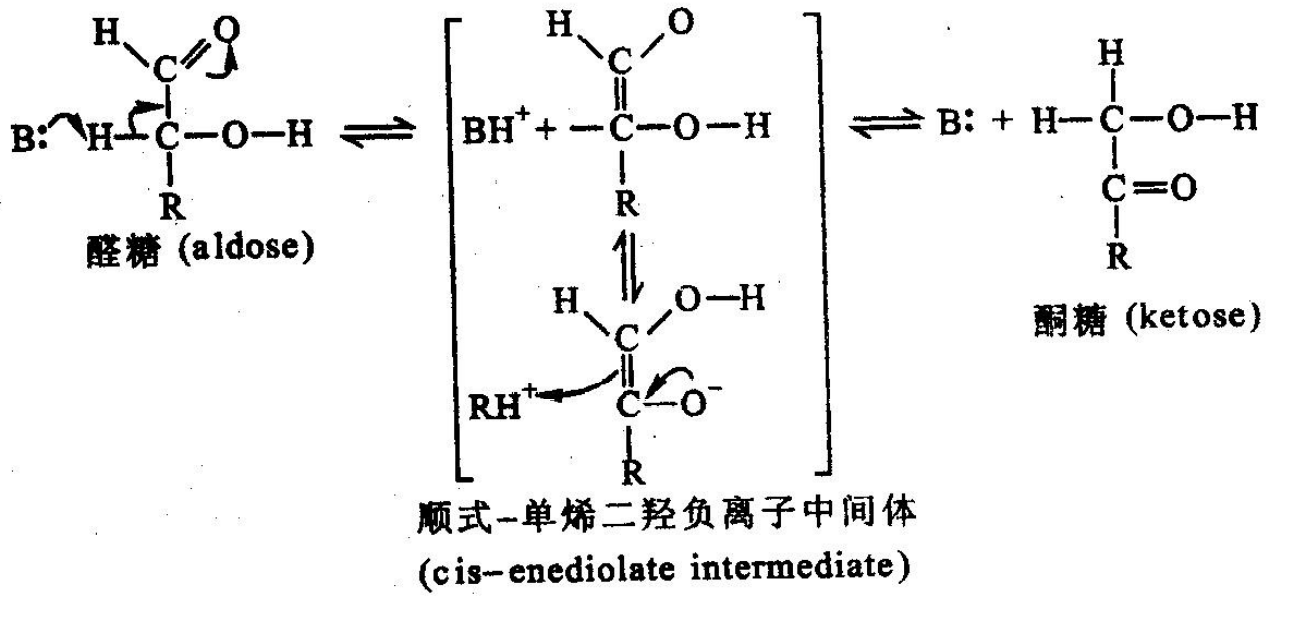 H O H O H
C C
B: H—C—O—H ⇌ BH⁺ + —C—O—H ⇌ B: + H—C—O—H
R R C=O
醛糖 (aldose) R
H O—H 酮糖 (ketose)
C
RH⁺ C—O⁻
R
顺式-单烯二羟负离子中间体
(cis-enediolate intermediate)